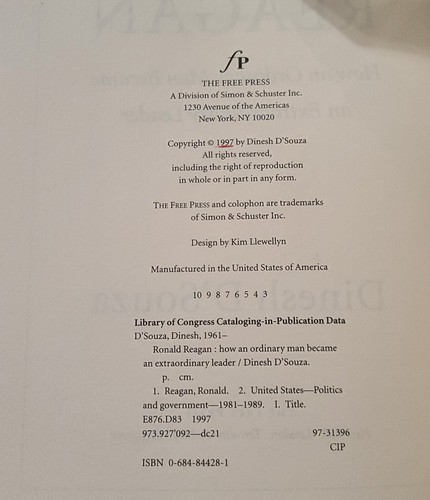 fP
THE FREE PRESS
A Division of Simon & Schuster Inc.
1230 Avenue of the Americas
New York, NY 10020
Copyright © 1997 by Dinesh D'Souza
All rights reserved,
including the right of reproduction
in whole or in part in any form.
THE FREE PRESS and colophon are trademarks
of Simon & Schuster Inc.
Design by Kim Llewellyn
Manufactured in the United States of America
10 9 8 7 6 5 4 3
Library of Congress Cataloging-in-Publication Data
D'Souza, Dinesh, 1961–
Ronald Reagan : how an ordinary man became
an extraordinary leader / Dinesh D'Souza.
p. cm.
1. Reagan, Ronald. 2. United States—Politics
and government—1981–1989. I. Title.
E876.D83 1997
973.927'092—dc21 97-31396
CIP
ISBN 0-684-84428-1